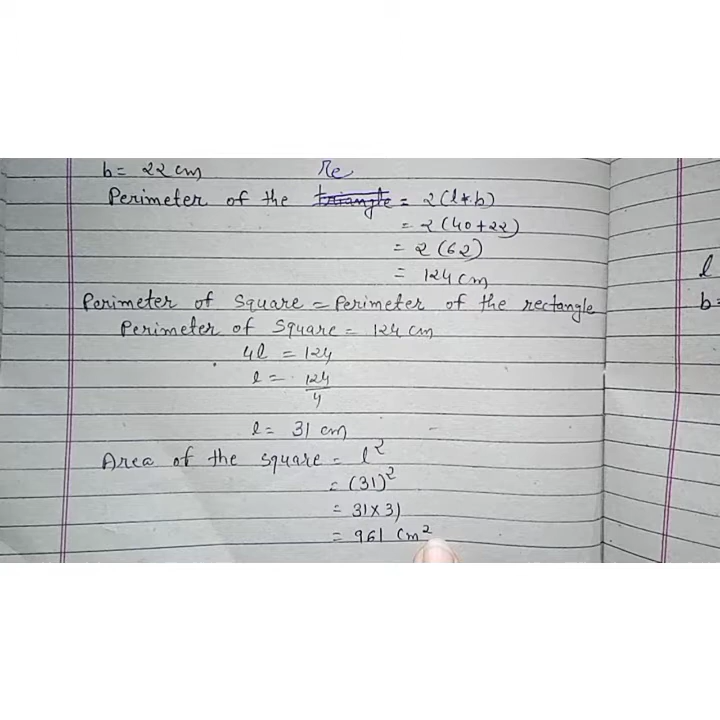 b = 22 cm
Re
Perimeter of the triangle = 2(l+b)
= 2(40+22)
= 2(62)
= 124 cm
Perimeter of square = Perimeter of the rectangle
Perimeter of Square = 124 cm
4l = 124
l = 124/4
l = 31 cm
Area of the square = l²
= (31)²
= 31×31
= 961 cm²
l
b=